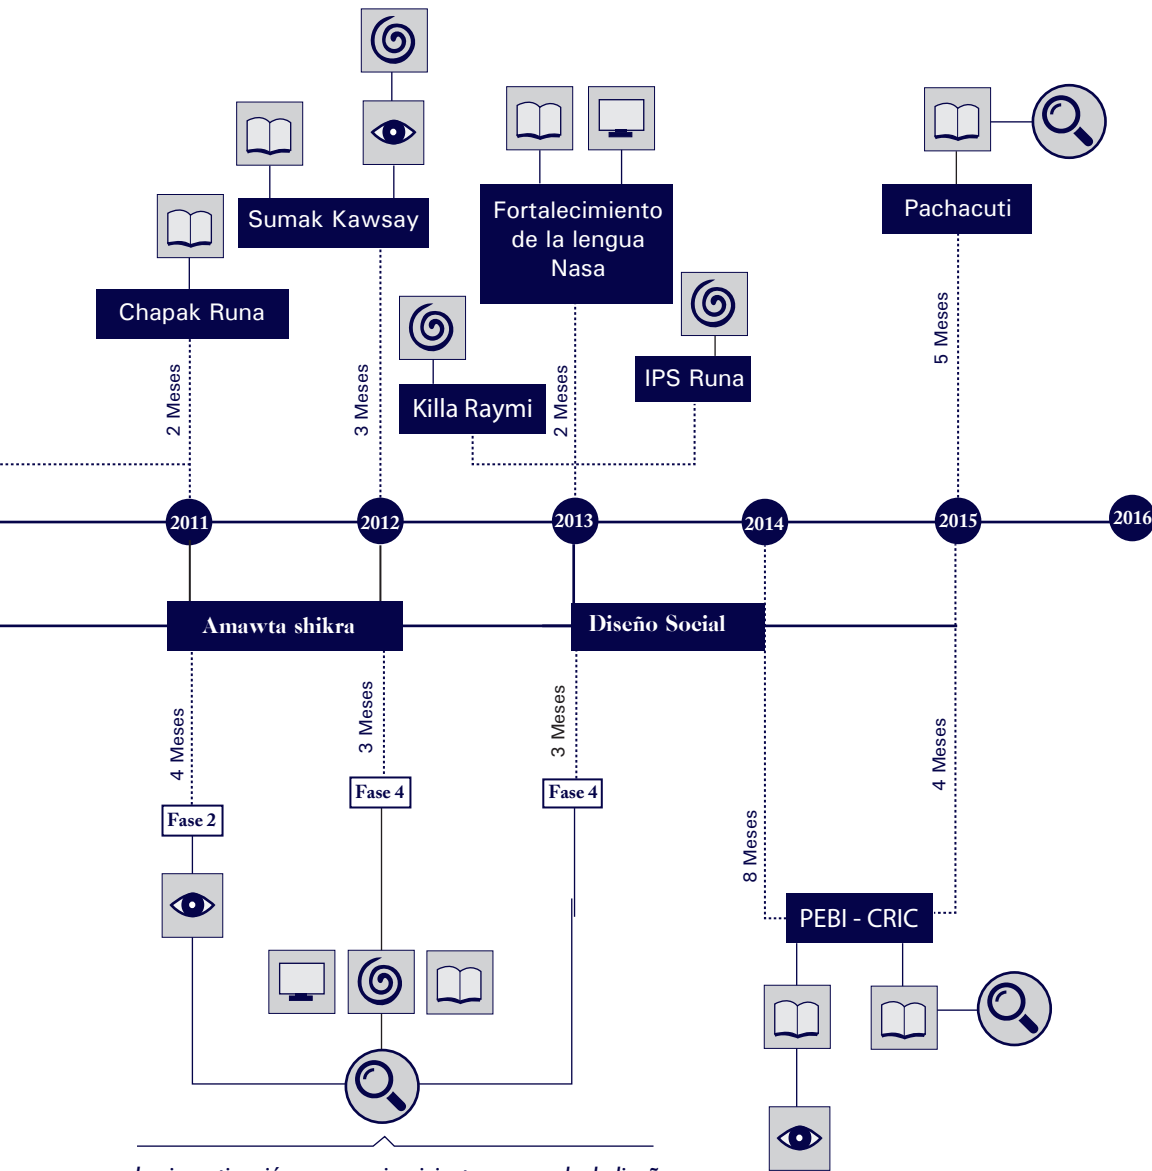 Sumak Kawsay
Fortalecimiento
de la lengua
Nasa
Pachacuti
Chapak Runa
IPS Runa
Killa Raymi
2 Meses
3 Meses
2 Meses
5 Meses
2011
2012
2013
2014
2015
2016
Amawta shikra
Diseño Social
4 Meses
3 Meses
3 Meses
8 Meses
4 Meses
Fase 2
Fase 4
Fase 4
PEBI - CRIC